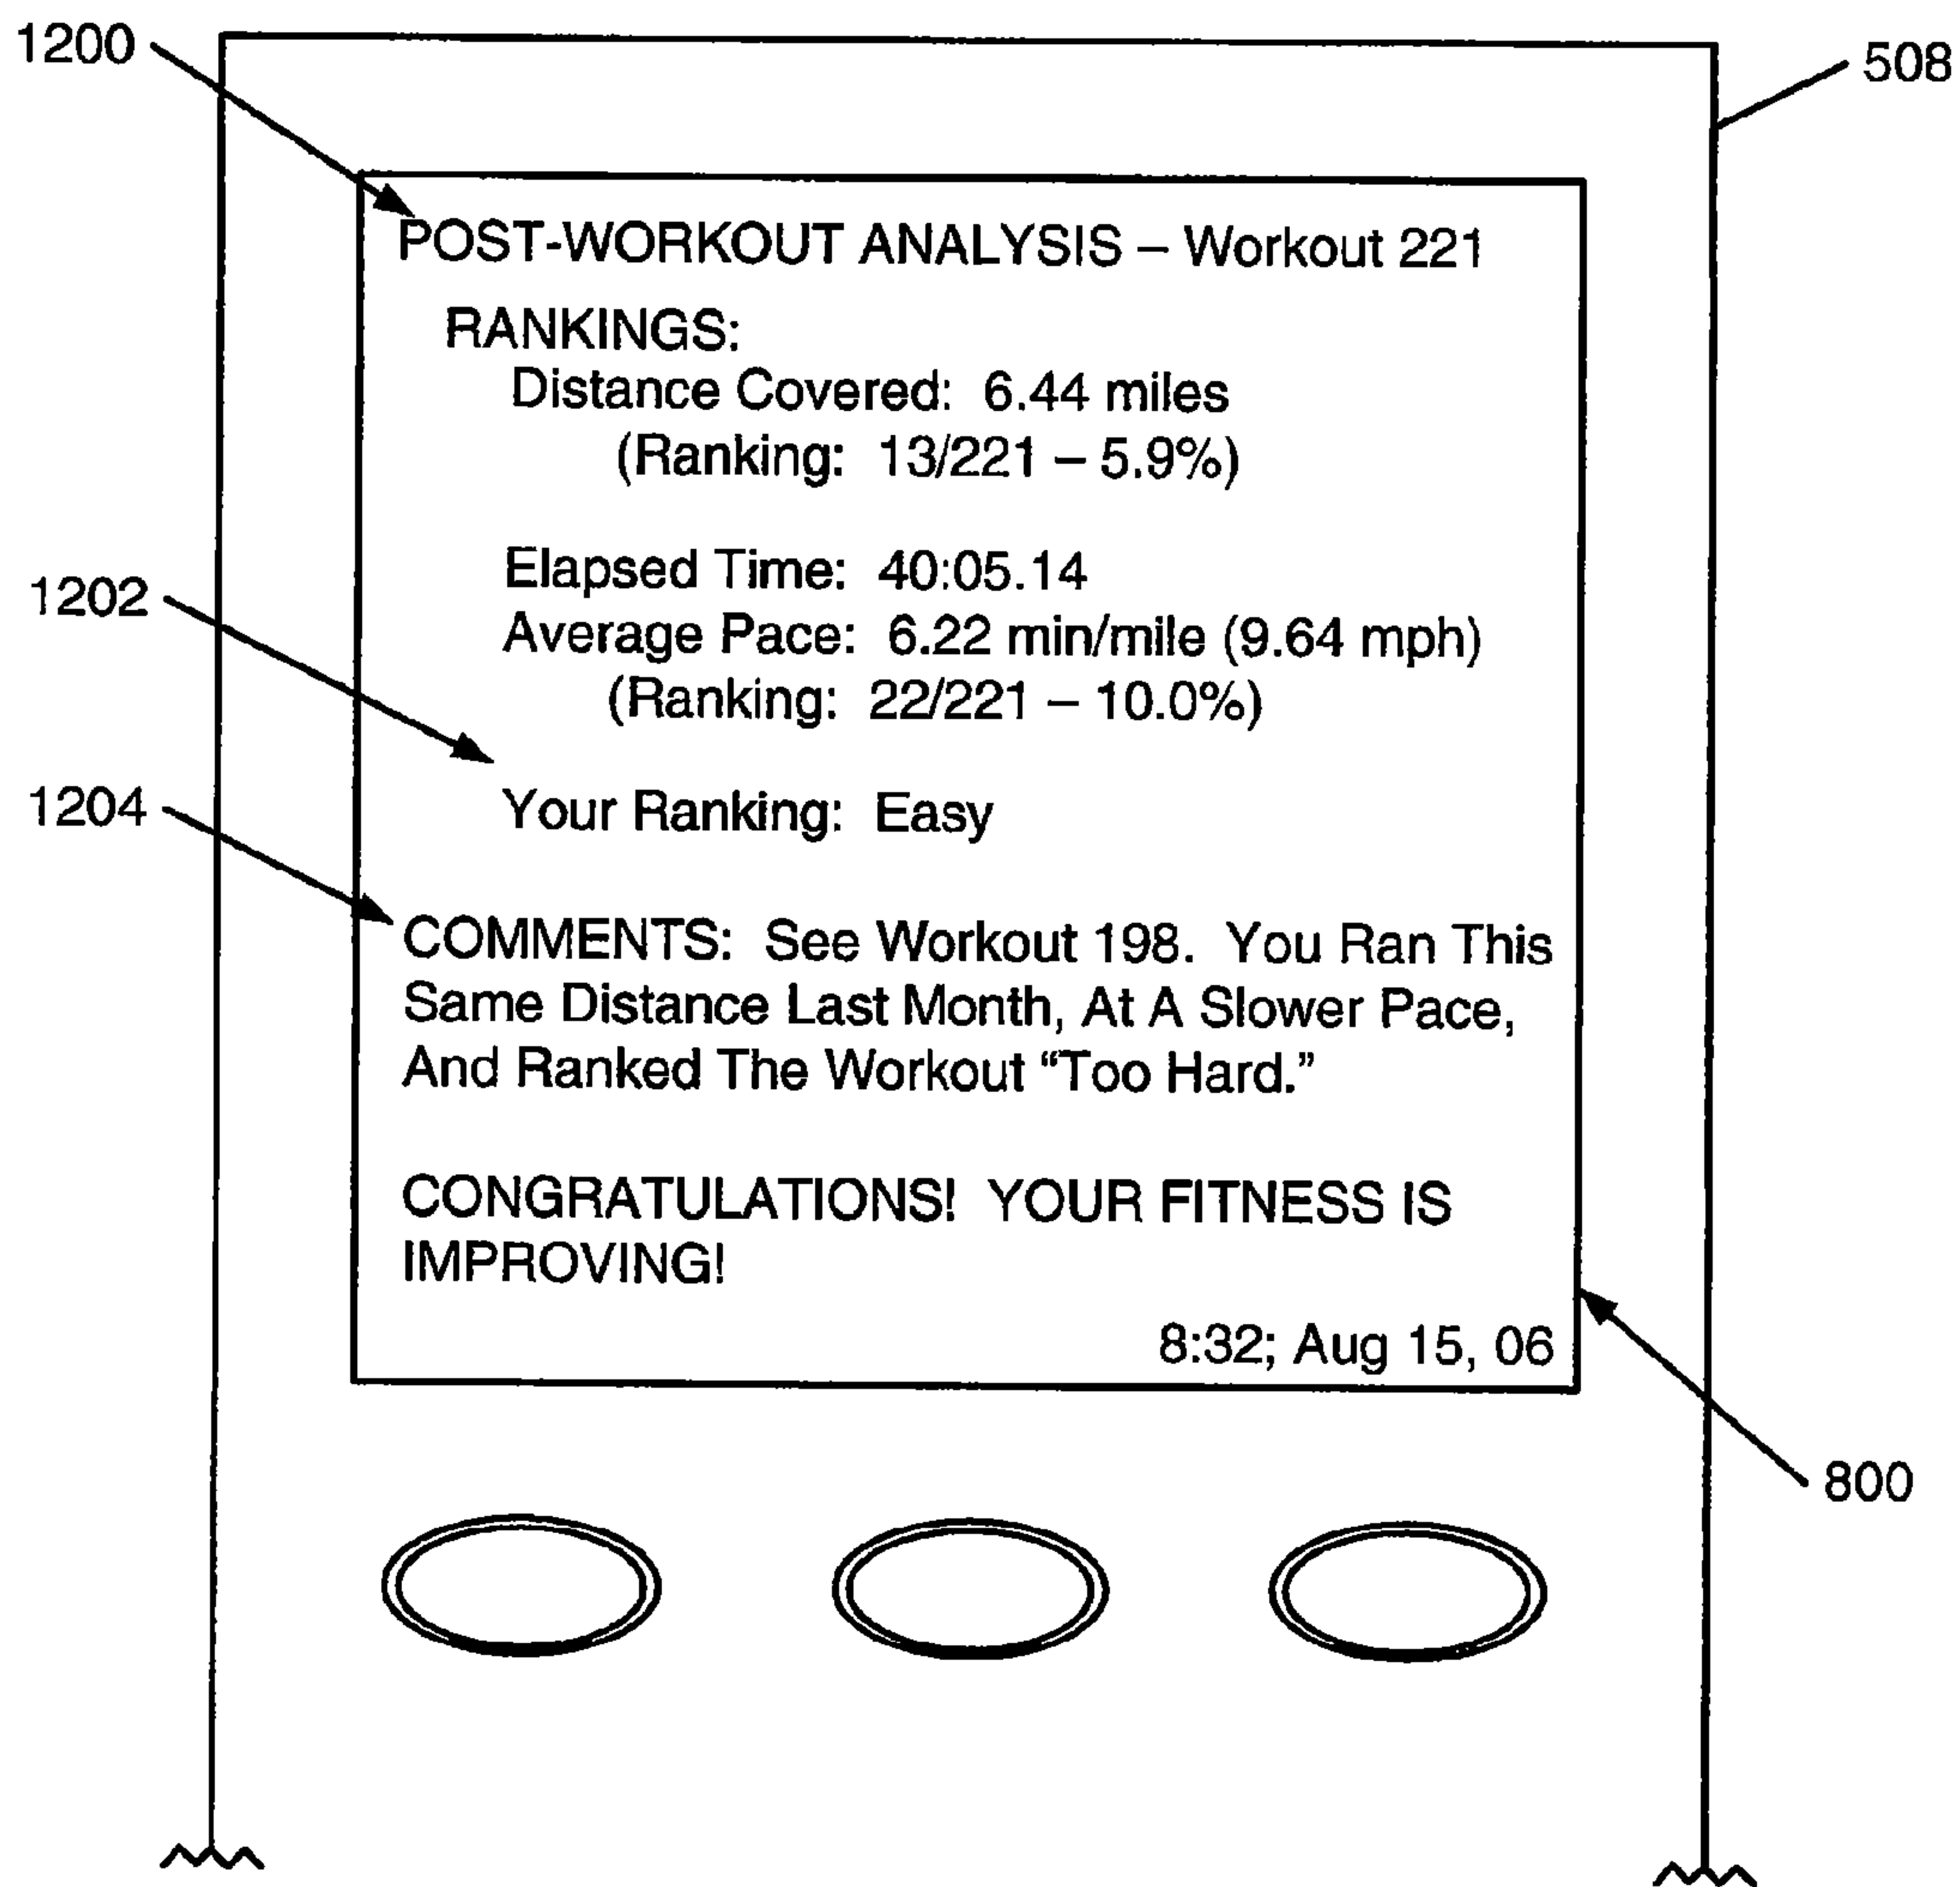 1200
508
POST-WORKOUT ANALYSIS – Workout 221
RANKINGS:
Distance Covered: 6.44 miles
(Ranking: 13/221 – 5.9%)
Elapsed Time: 40:05.14
1202
Average Pace: 6.22 min/mile (9.64 mph)
(Ranking: 22/221 – 10.0%)
1204
Your Ranking: Easy
COMMENTS: See Workout 198. You Ran This
Same Distance Last Month, At A Slower Pace,
And Ranked The Workout “Too Hard.”
CONGRATULATIONS! YOUR FITNESS IS
IMPROVING!
8:32; Aug 15, 06
800